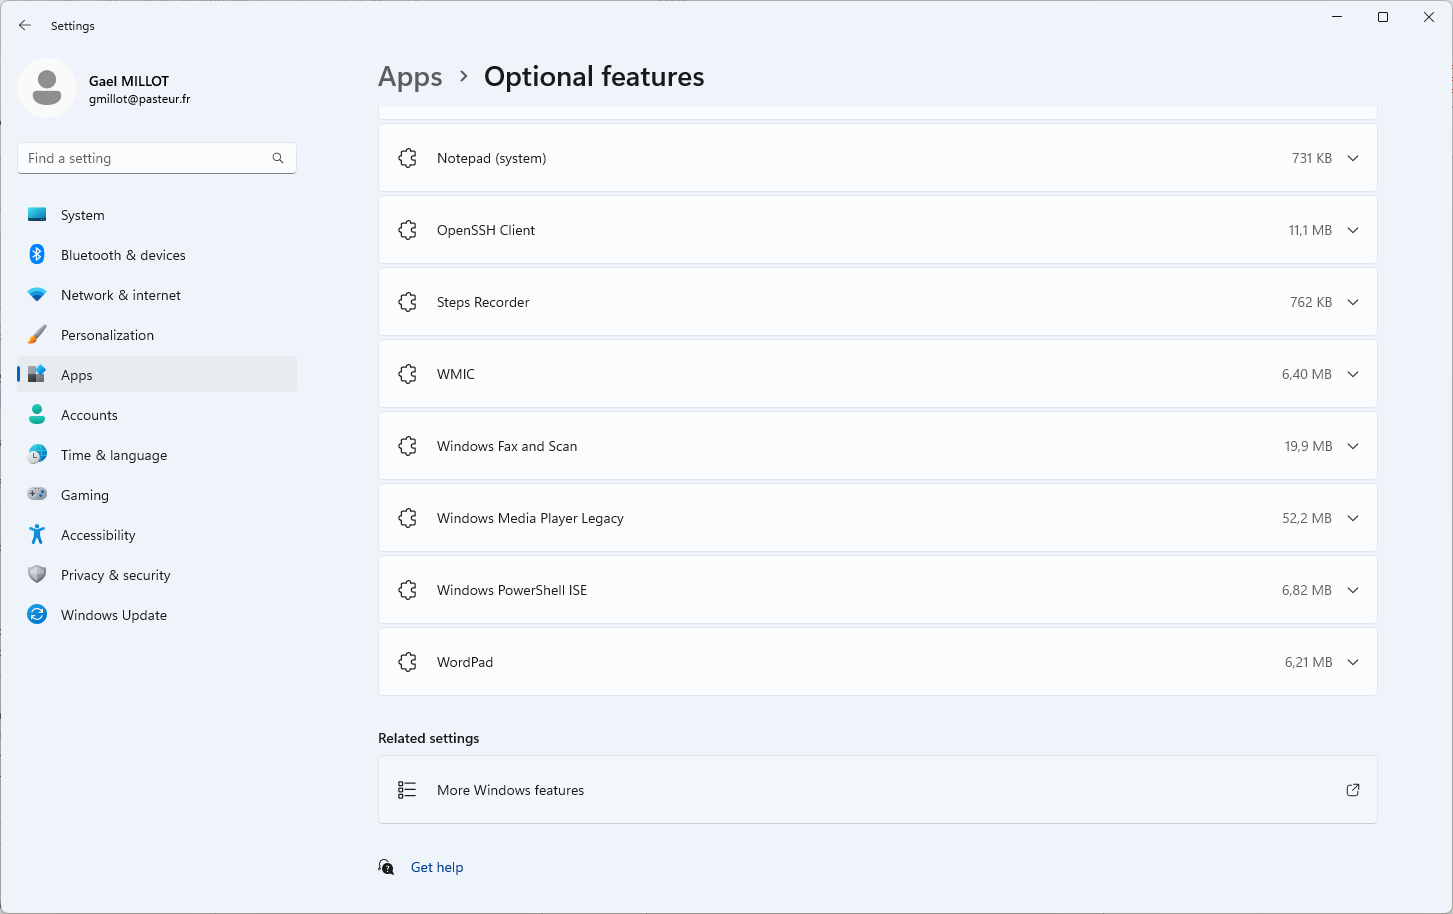 Settings
Gael MILLOT
gmillot@pasteur.fr
Find a setting
System
Bluetooth & devices
Network & internet
Personalization
Apps
Accounts
Time & language
Gaming
Accessibility
Privacy & security
Windows Update
Apps > Optional features
Notepad (system) 731 KB
OpenSSH Client 11,1 MB
Steps Recorder 762 KB
WMIC 6,40 MB
Windows Fax and Scan 19,9 MB
Windows Media Player Legacy 52,2 MB
Windows PowerShell ISE 6,82 MB
WordPad 6,21 MB
Related settings
More Windows features
Get help